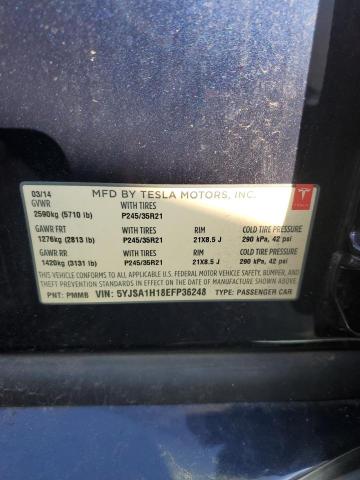 03/14 MFD BY TESLA MOTORS, INC.
GVWR WITH TIRES
2590kg (5710 lb) P245/35R21
GAWR FRT WITH TIRES RIM COLD TIRE PRESSURE
1276kg (2813 lb) P245/35R21 21X8.5 J 290 kPa, 42 psi
GAWR RR WITH TIRES RIM COLD TIRE PRESSURE
1420kg (3131 lb) P245/35R21 21X8.5 J 290 kPa, 42 psi
THIS VEHICLE CONFORMS TO ALL APPLICABLE U.S. FEDERAL MOTOR VEHICLE SAFETY, BUMPER, AND
THEFT PREVENTION STANDARDS IN EFFECT ON THE DATE OF MANUFACTURE SHOWN ABOVE.
PNT: PMMB VIN: 5YJSA1H18EFP36248 TYPE: PASSENGER CAR
TESLA